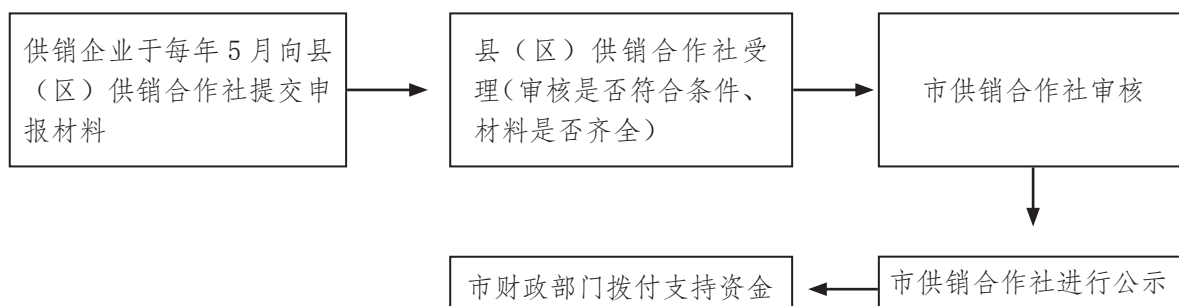 供销企业于每年5月向县
（区）供销合作社提交申
报材料
县（区）供销合作社受
理(审核是否符合条件、
材料是否齐全)
市供销合作社审核
市供销合作社进行公示
市财政部门拨付支持资金